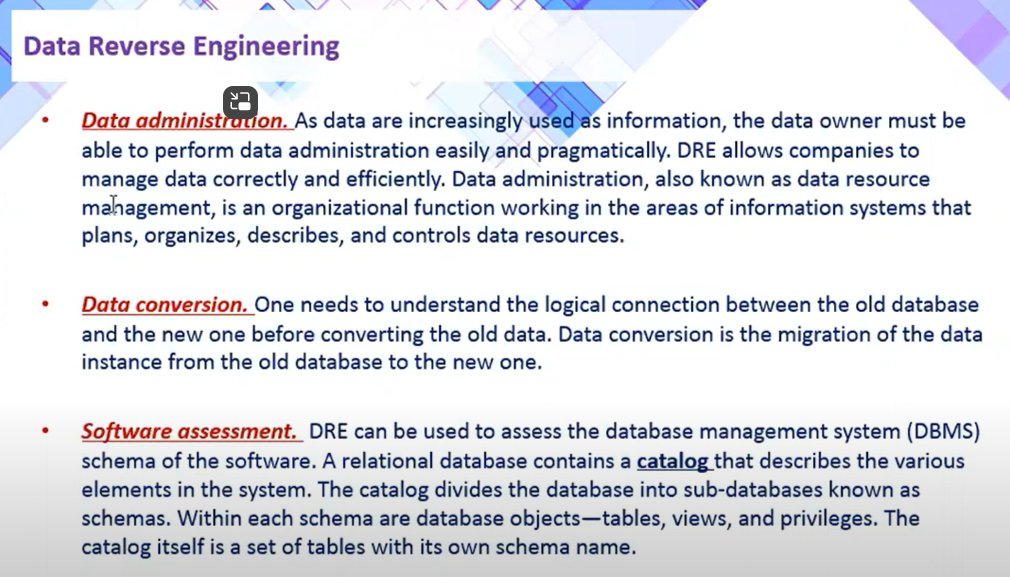 Data Reverse Engineering
• Data administration. As data are increasingly used as information, the data owner must be
able to perform data administration easily and pragmatically. DRE allows companies to
manage data correctly and efficiently. Data administration, also known as data resource
management, is an organizational function working in the areas of information systems that
plans, organizes, describes, and controls data resources.
• Data conversion. One needs to understand the logical connection between the old database
and the new one before converting the old data. Data conversion is the migration of the data
instance from the old database to the new one.
• Software assessment. DRE can be used to assess the database management system (DBMS)
schema of the software. A relational database contains a catalog that describes the various
elements in the system. The catalog divides the database into sub-databases known as
schemas. Within each schema are database objects—tables, views, and privileges. The
catalog itself is a set of tables with its own schema name.